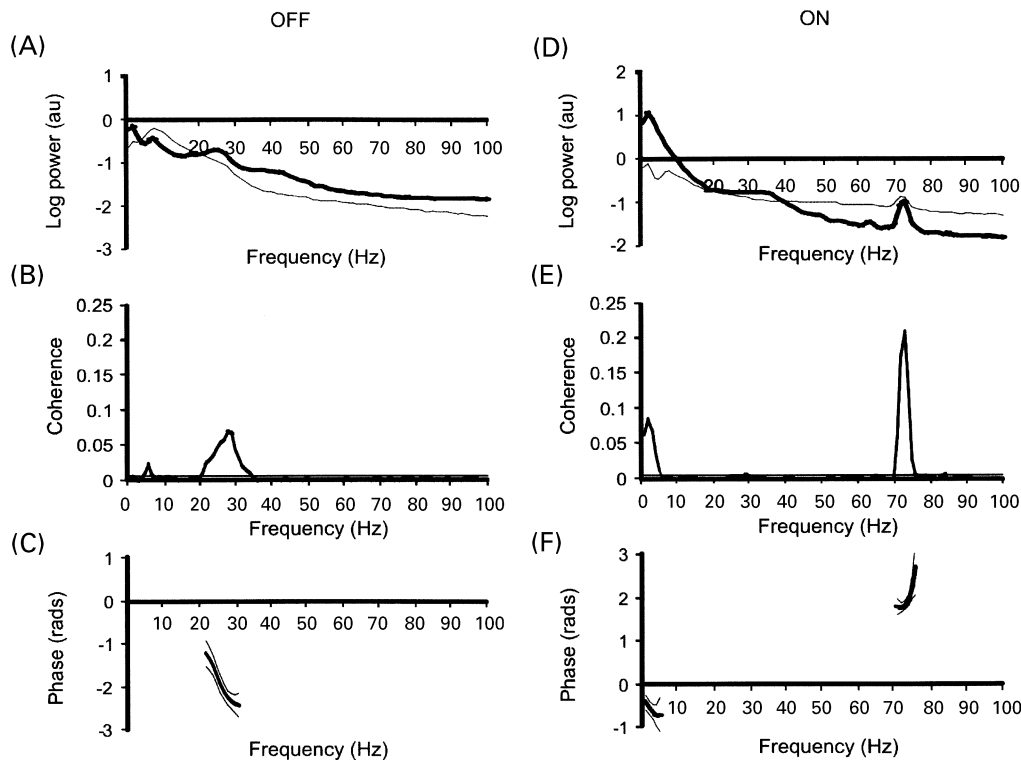 OFF
ON
(A)
1
0
-1
-2
-3
20 30 40 50 60 70 80 90 100
Log power (au)
Frequency (Hz)
(D)
2
1
0
-1
-2
20 30 40 50 60 70 80 90 100
Log power (au)
Frequency (Hz)
(B)
0.25
0.2
0.15
0.1
0.05
0
0 10 20 30 40 50 60 70 80 90 100
Coherence
Frequency (Hz)
(E)
0.25
0.2
0.15
0.1
0.05
0
0 10 20 30 40 50 60 70 80 90 100
Coherence
Frequency (Hz)
(C)
1
0
-1
-2
-3
10 20 30 40 50 60 70 80 90 100
Phase (rads)
Frequency (Hz)
(F)
3
2
1
0
-1
10 20 30 40 50 60 70 80 90 100
Phase (rads)
Frequency (Hz)